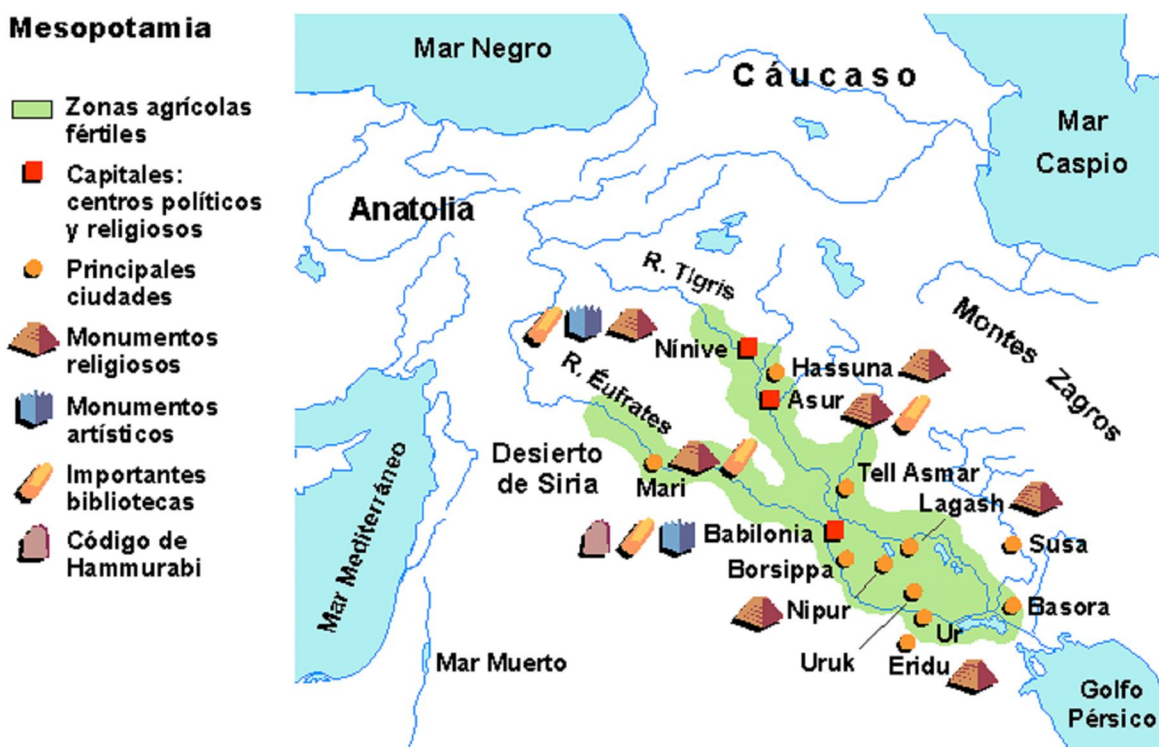 Mesopotamia
Zonas agrícolas
fértiles
Capitales:
centros políticos
y religiosos
Principales
ciudades
Monumentos
religiosos
Monumentos
artísticos
Importantes
bibliotecas
Código de
Hammurabi
Mar Negro
Cáucaso
Mar
Caspio
Anatolia
R. Tigris
Montes Zagros
Nínive
Hassuna
R. Éufrates
Asur
Mar Mediterráneo
Desierto
de Siria
Mari
Tell Asmar
Lagash
Babilonia
Susa
Borsippa
Nipur
Basora
Ur
Uruk
Eridu
Mar Muerto
Golfo
Pérsico